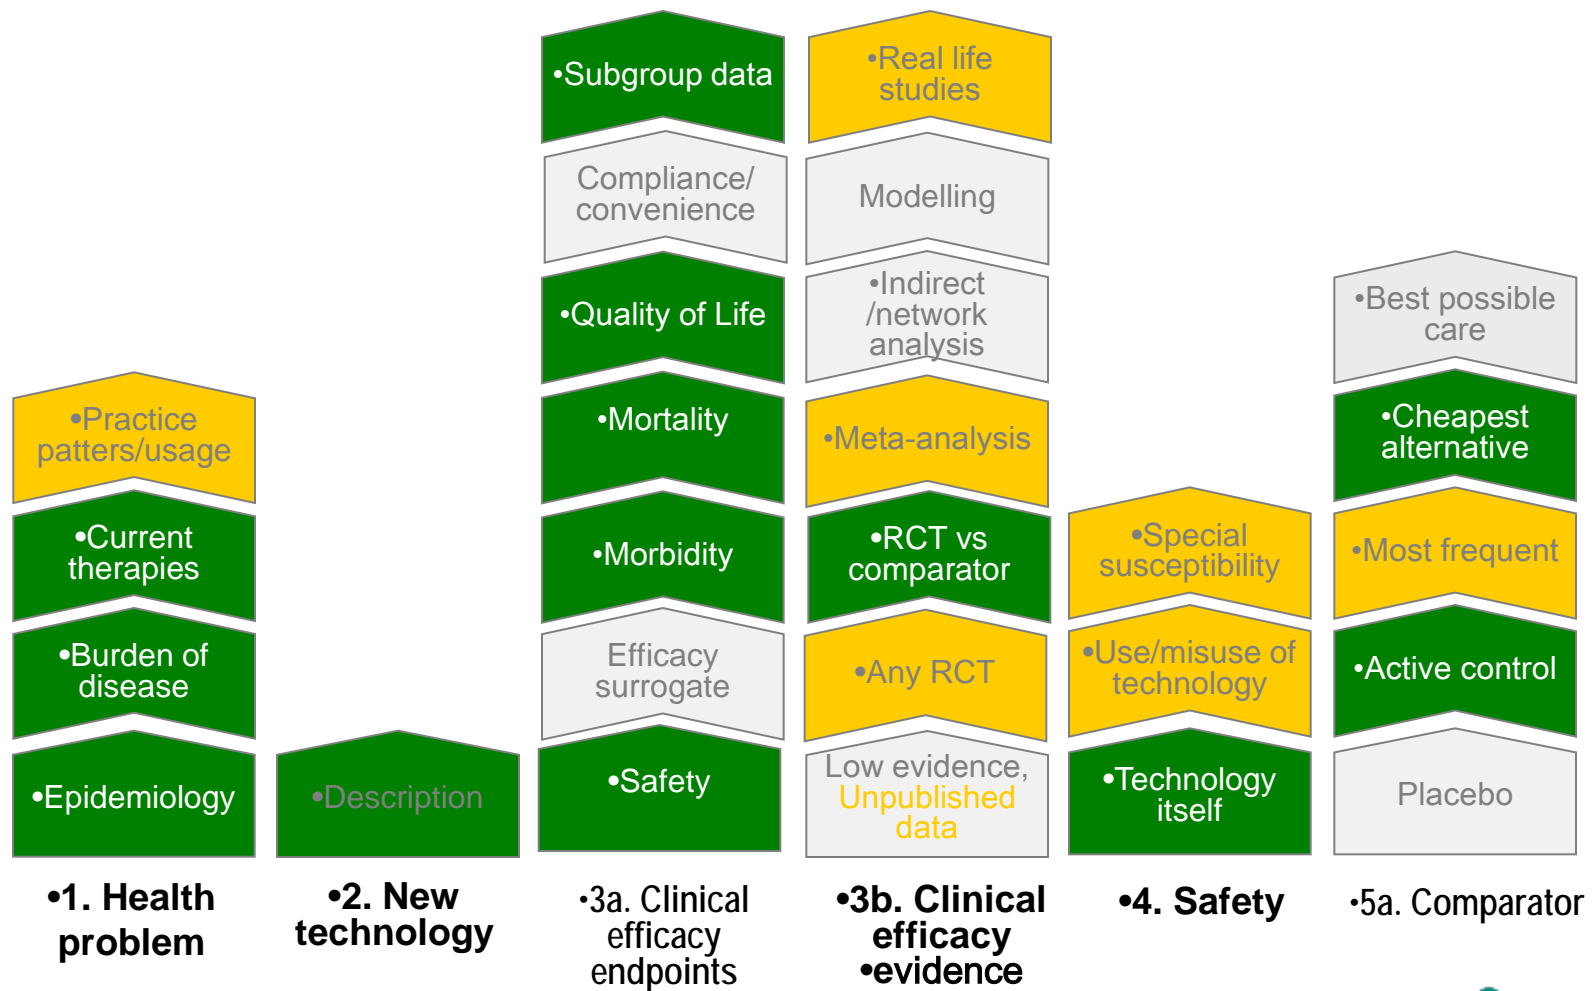 •Subgroup data
•Real life
studies
Compliance/
convenience
Modelling
•Quality of Life
•Indirect
/network
analysis
•Best possible
care
•Practice
patters/usage
•Mortality
•Meta-analysis
•Cheapest
alternative
•Current
therapies
•Morbidity
•RCT vs
comparator
•Special
susceptibility
•Most frequent
•Burden of
disease
Efficacy
surrogate
•Any RCT
•Use/misuse of
technology
•Active control
•Epidemiology
•Description
•Safety
Low evidence,
Unpublished
data
•Technology
itself
Placebo
•1. Health
problem
•2. New
technology
•3a. Clinical
efficacy
endpoints
•3b. Clinical
efficacy
•evidence
•4. Safety
•5a. Comparator